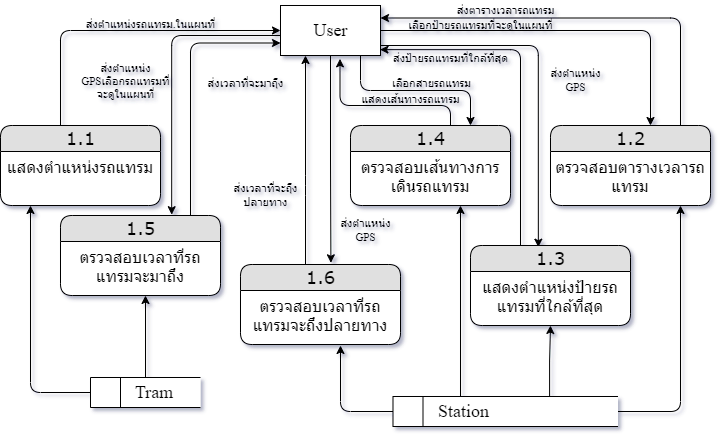 ส่งตารางเวลารถแทรม
ส่งตำแหน่งรถแทรม.ในแผนที่
User
เลือกป้ายรถแทรมที่จะดูในแผนที่
ส่งป้ายรถแทรมที่ใกล้ที่สุด
ส่งตำแหน่ง
GPSเลือกรถแทรมที่
จะดูในแผนที่
ส่งเวลาที่จะมาถึง
เลือกสายรถแทรม
แสดงเส้นทางรถแทรม
ส่งตำแหน่ง
GPS
1.1
แสดงตำแหน่งรถแทรม
1.4
ตรวจสอบเส้นทางการ
เดินรถแทรม
1.2
ตรวจสอบตารางเวลารถ
แทรม
ส่งเวลาที่จะถึง
ปลายทาง
ส่งตำแหน่ง
GPS
1.5
ตรวจสอบเวลาที่รถ
แทรมจะมาถึง
1.3
แสดงตำแหน่งป้ายรถ
แทรมที่ใกล้ที่สุด
1.6
ตรวจสอบเวลาที่รถ
แทรมจะถึงปลายทาง
Tram
Station